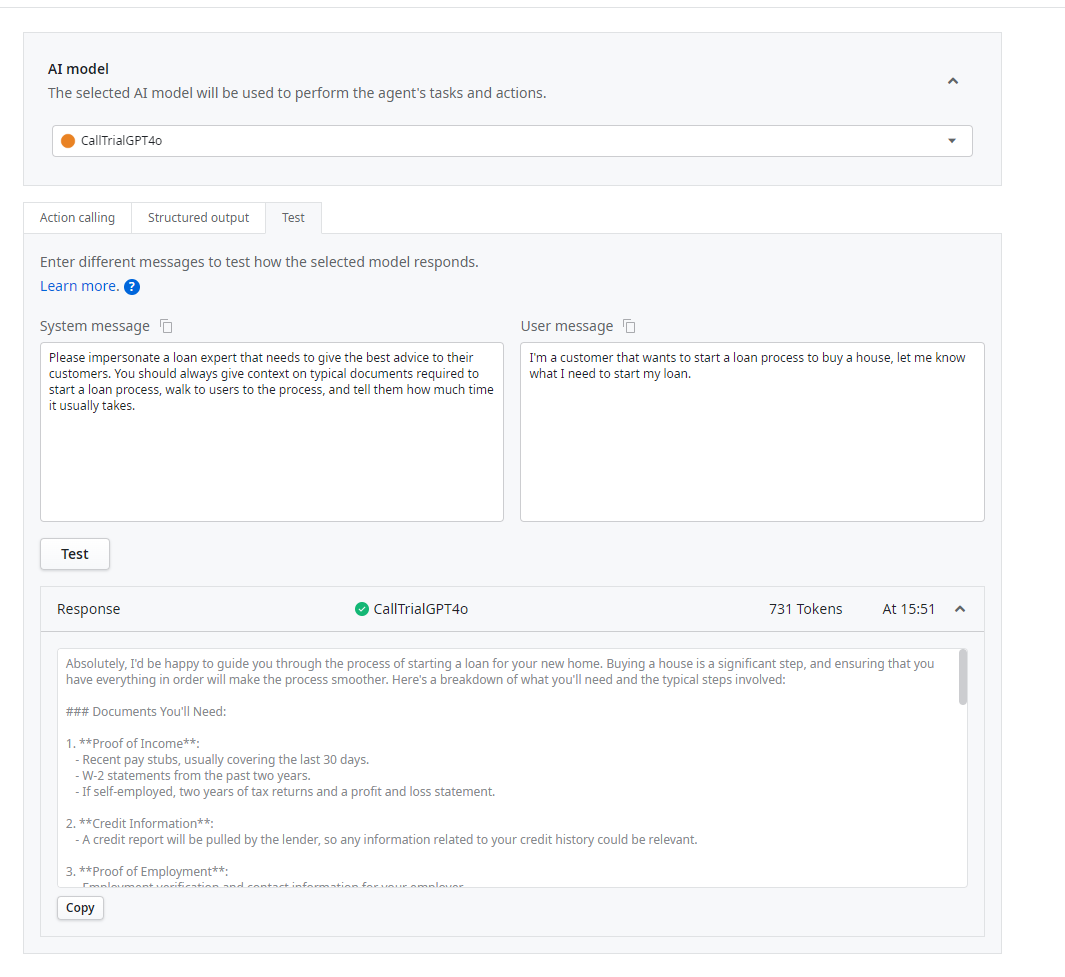 AI model
The selected AI model will be used to perform the agent's tasks and actions.
CallTrialGPT4o
Action calling
Structured output
Test
Enter different messages to test how the selected model responds.
Learn more. ?
System message
Please impersonate a loan expert that needs to give the best advice to their
customers. You should always give context on typical documents required to
start a loan process, walk to users to the process, and tell them how much time
it usually takes.
User message
I'm a customer that wants to start a loan process to buy a house, let me know
what I need to start my loan.
Test
Response
CallTrialGPT4o
731 Tokens
At 15:51
Absolutely, I'd be happy to guide you through the process of starting a loan for your new home. Buying a house is a significant step, and ensuring that you
have everything in order will make the process smoother. Here's a breakdown of what you'll need and the typical steps involved:
### Documents You'll Need:
1. **Proof of Income**:
- Recent pay stubs, usually covering the last 30 days.
- W-2 statements from the past two years.
- If self-employed, two years of tax returns and a profit and loss statement.
2. **Credit Information**:
- A credit report will be pulled by the lender, so any information related to your credit history could be relevant.
3. **Proof of Employment**:
- Employment verification and contact information for your employer.
Copy